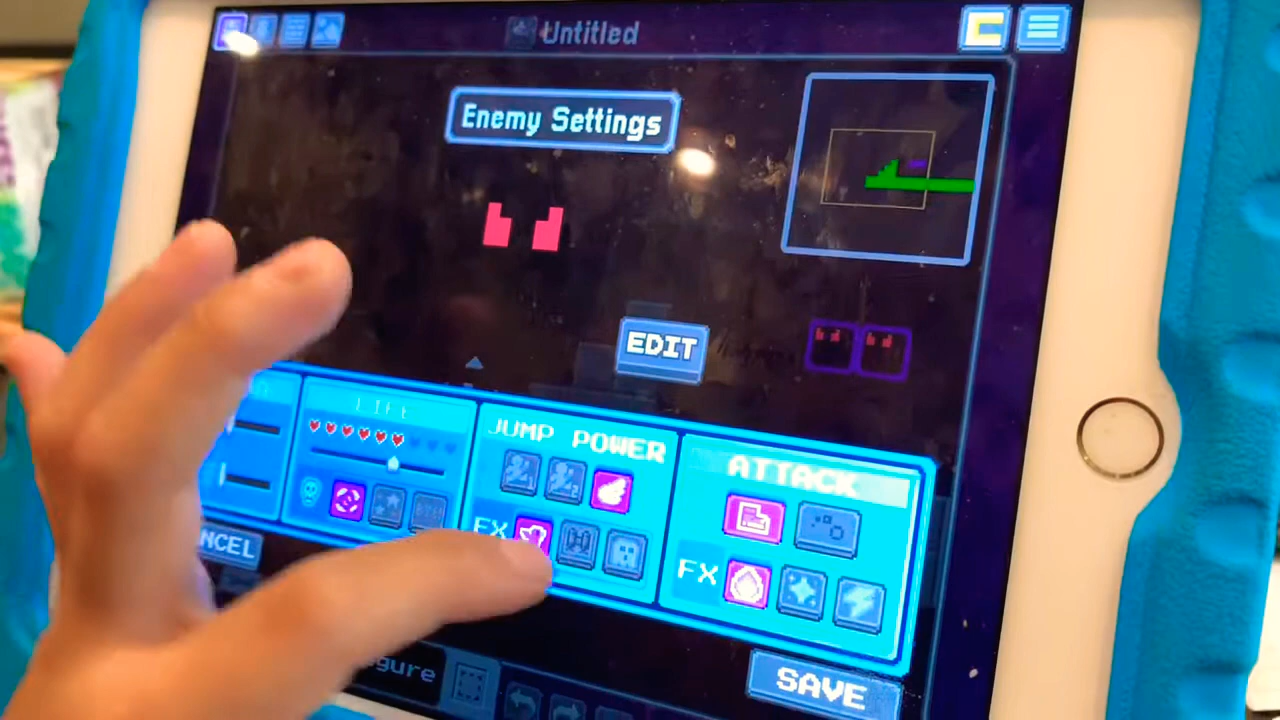 Untitled
Enemy Settings
EDIT
LIFE
JUMP POWER
FX
ATTACK
FX
NCEL
gure
SAVE